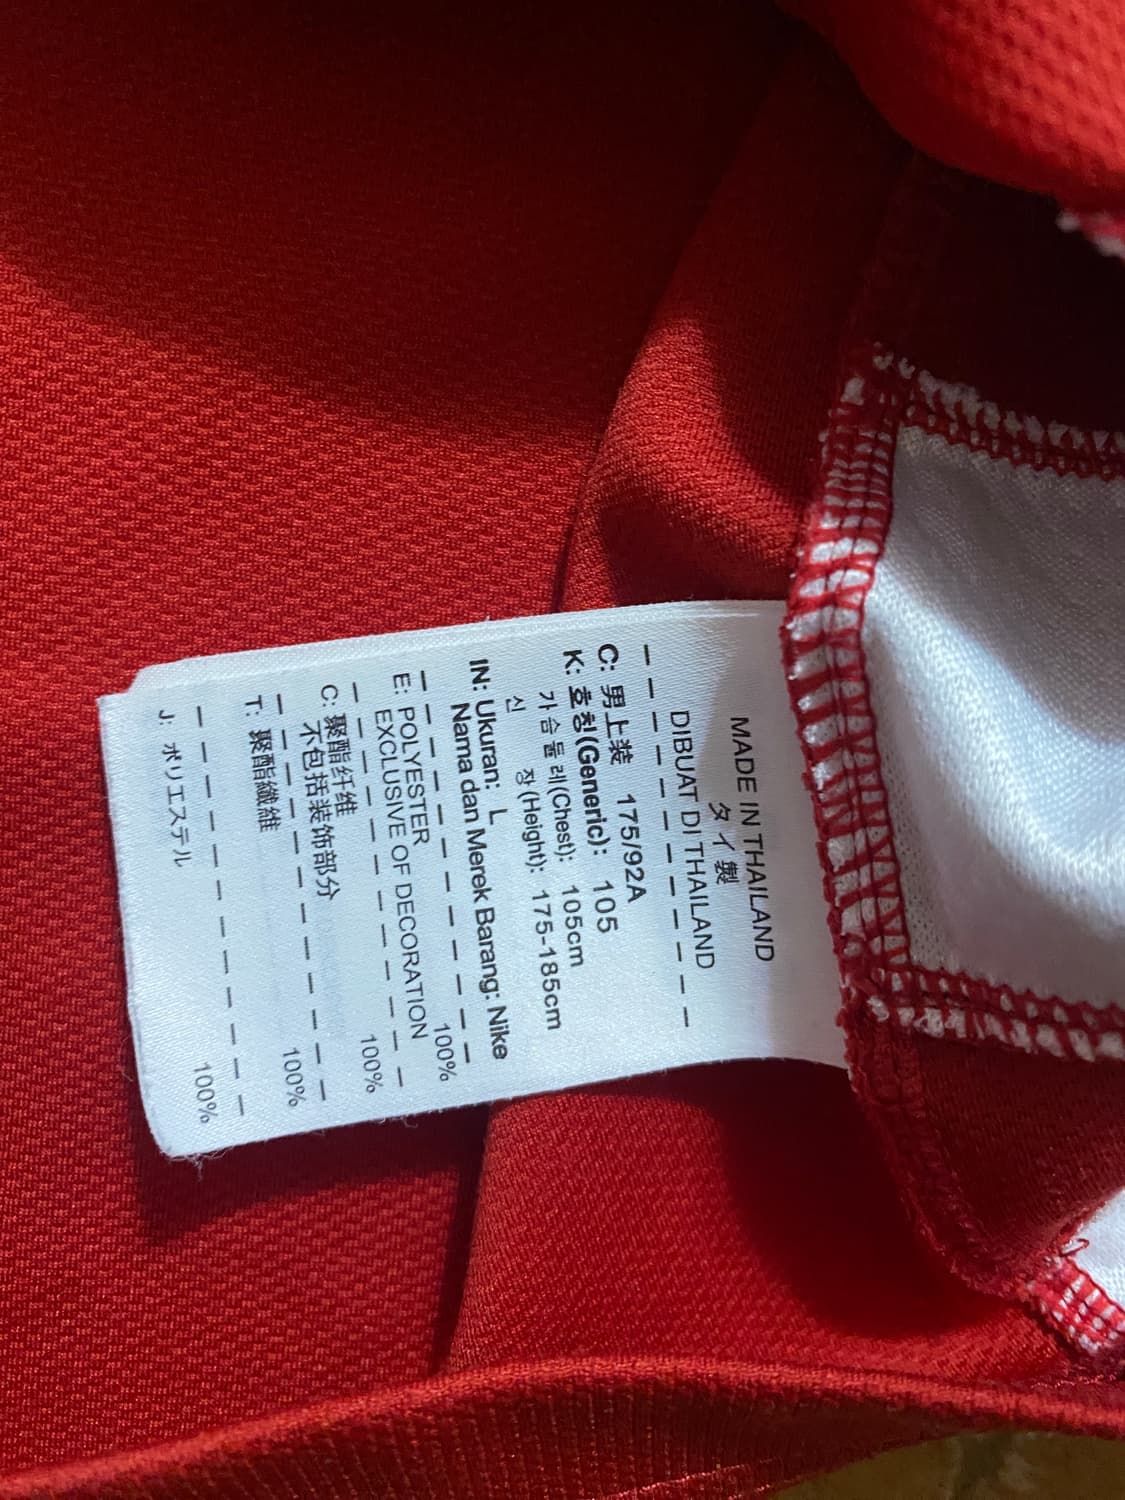 MADE IN THAILAND
タイ製
DIBUAT DI THAILAND
C: 男上装 175/92A
K: 호칭(Generic): 105
가슴둘레(Chest): 105cm
신 장(Height): 175-185cm
IN: Ukuran: L
Nama dan Merek Barang: Nike
E: POLYESTER 100%
EXCLUSIVE OF DECORATION
C: 聚酯纤维 100%
不包括装饰部分
T: 聚酯纖維 100%
J: ポリエステル 100%